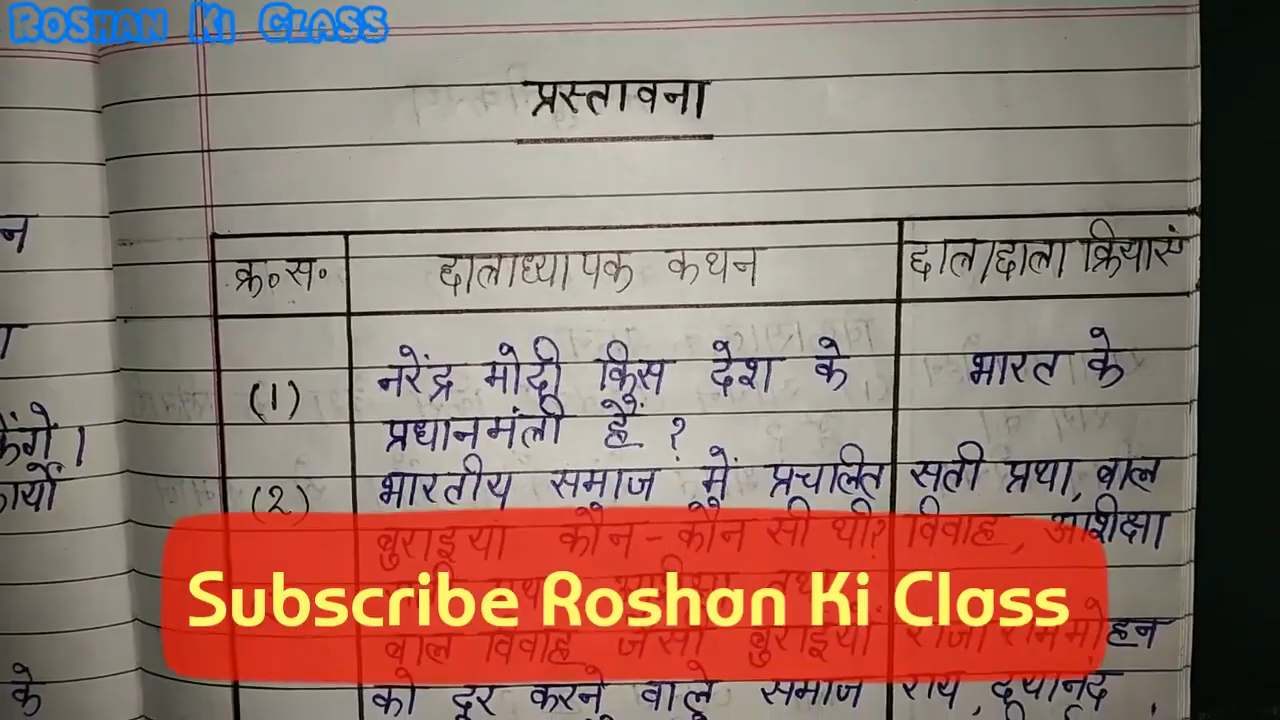 Roshan Ki Class
प्रस्तावना
क्र०स०
छात्राध्यापक कथन
छात्र/छात्रा क्रियाएं
(1)
नरेंद्र मोदी किस देश के
प्रधानमंत्री हैं ?
भारत के
(2)
भारतीय समाज में प्रचलित
बुराइयां कौन-कौन सी थी?
सती प्रथा, बाल
विवाह, अशिक्षा
Subscribe Roshan Ki Class
बाल विवाह जैसी बुराइयां
को दूर करने वाले समाज
राजा राममोहन
राय, दयानंद
न
केंगे।
कार्यों
के